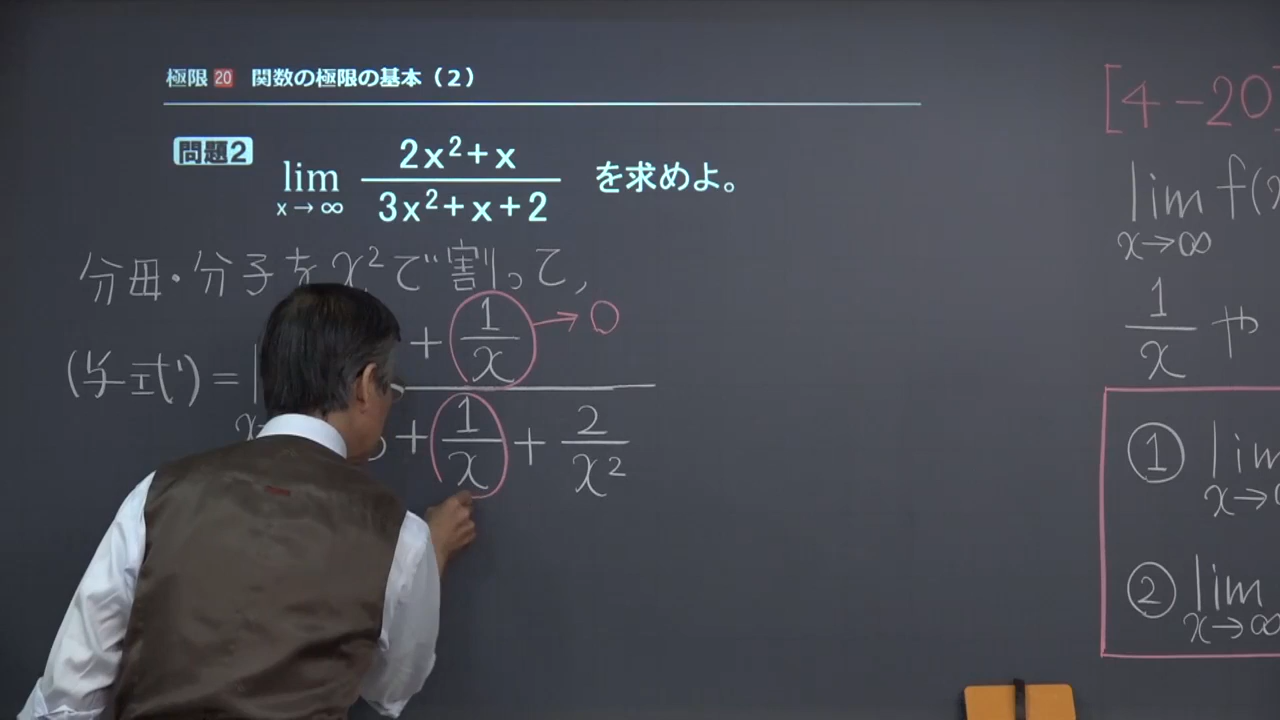 極限 20 関数の極限の基本（2）
問題2 lim x→∞ 2x²+x / 3x²+x+2 を求めよ。
分母・分子を x² で割って,
(与式) = + 1/x → 0
+ 1/x + 2/x²
[4-20]
lim f(x
x→∞
1/x や
① lim
x→
② lim
x→∞